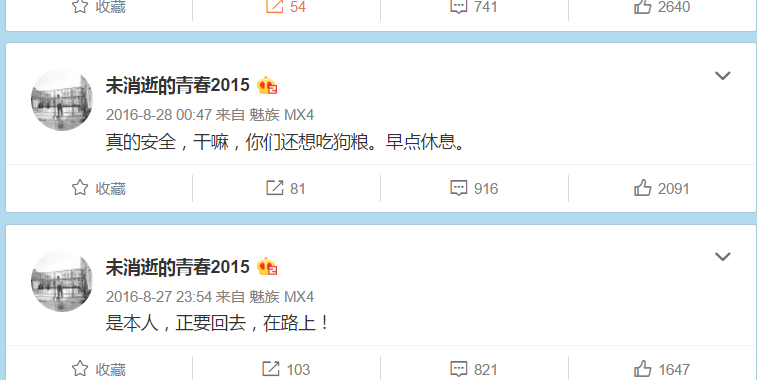 收藏 54 741 2640
未消逝的青春2015
2016-8-28 00:47 来自 魅族 MX4
真的安全，干嘛，你们还想吃狗粮。早点休息。
收藏 81 916 2091
未消逝的青春2015
2016-8-27 23:54 来自 魅族 MX4
是本人，正要回去，在路上！
收藏 103 821 1647